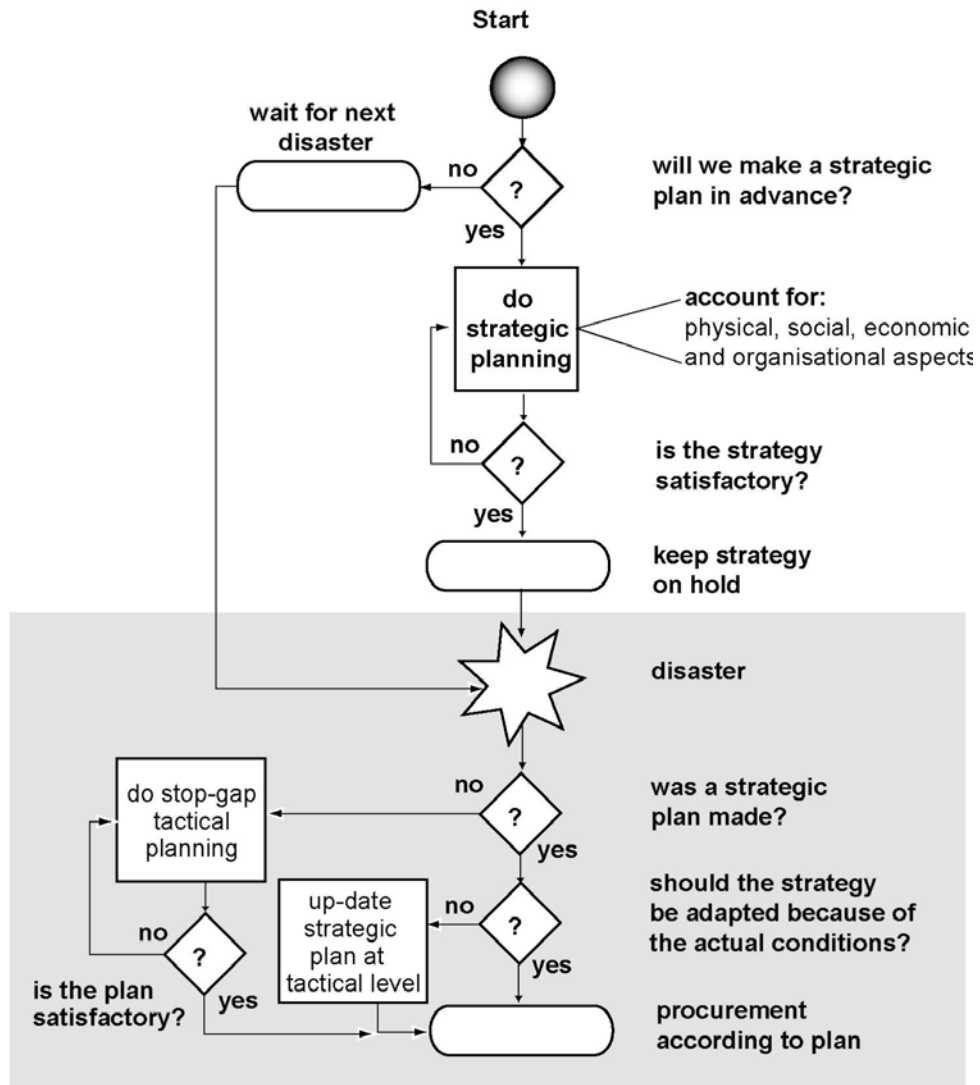 Start
wait for next
disaster
no
?
will we make a strategic
plan in advance?
yes
do
strategic
planning
account for:
physical, social, economic
and organisational aspects
no
?
is the strategy
satisfactory?
yes
keep strategy
on hold
disaster
do stop-gap
tactical
planning
no
?
was a strategic
plan made?
yes
up-date
strategic
plan at
tactical level
no
?
should the strategy
be adapted because of
the actual conditions?
yes
no
?
is the plan
satisfactory?
yes
procurement
according to plan